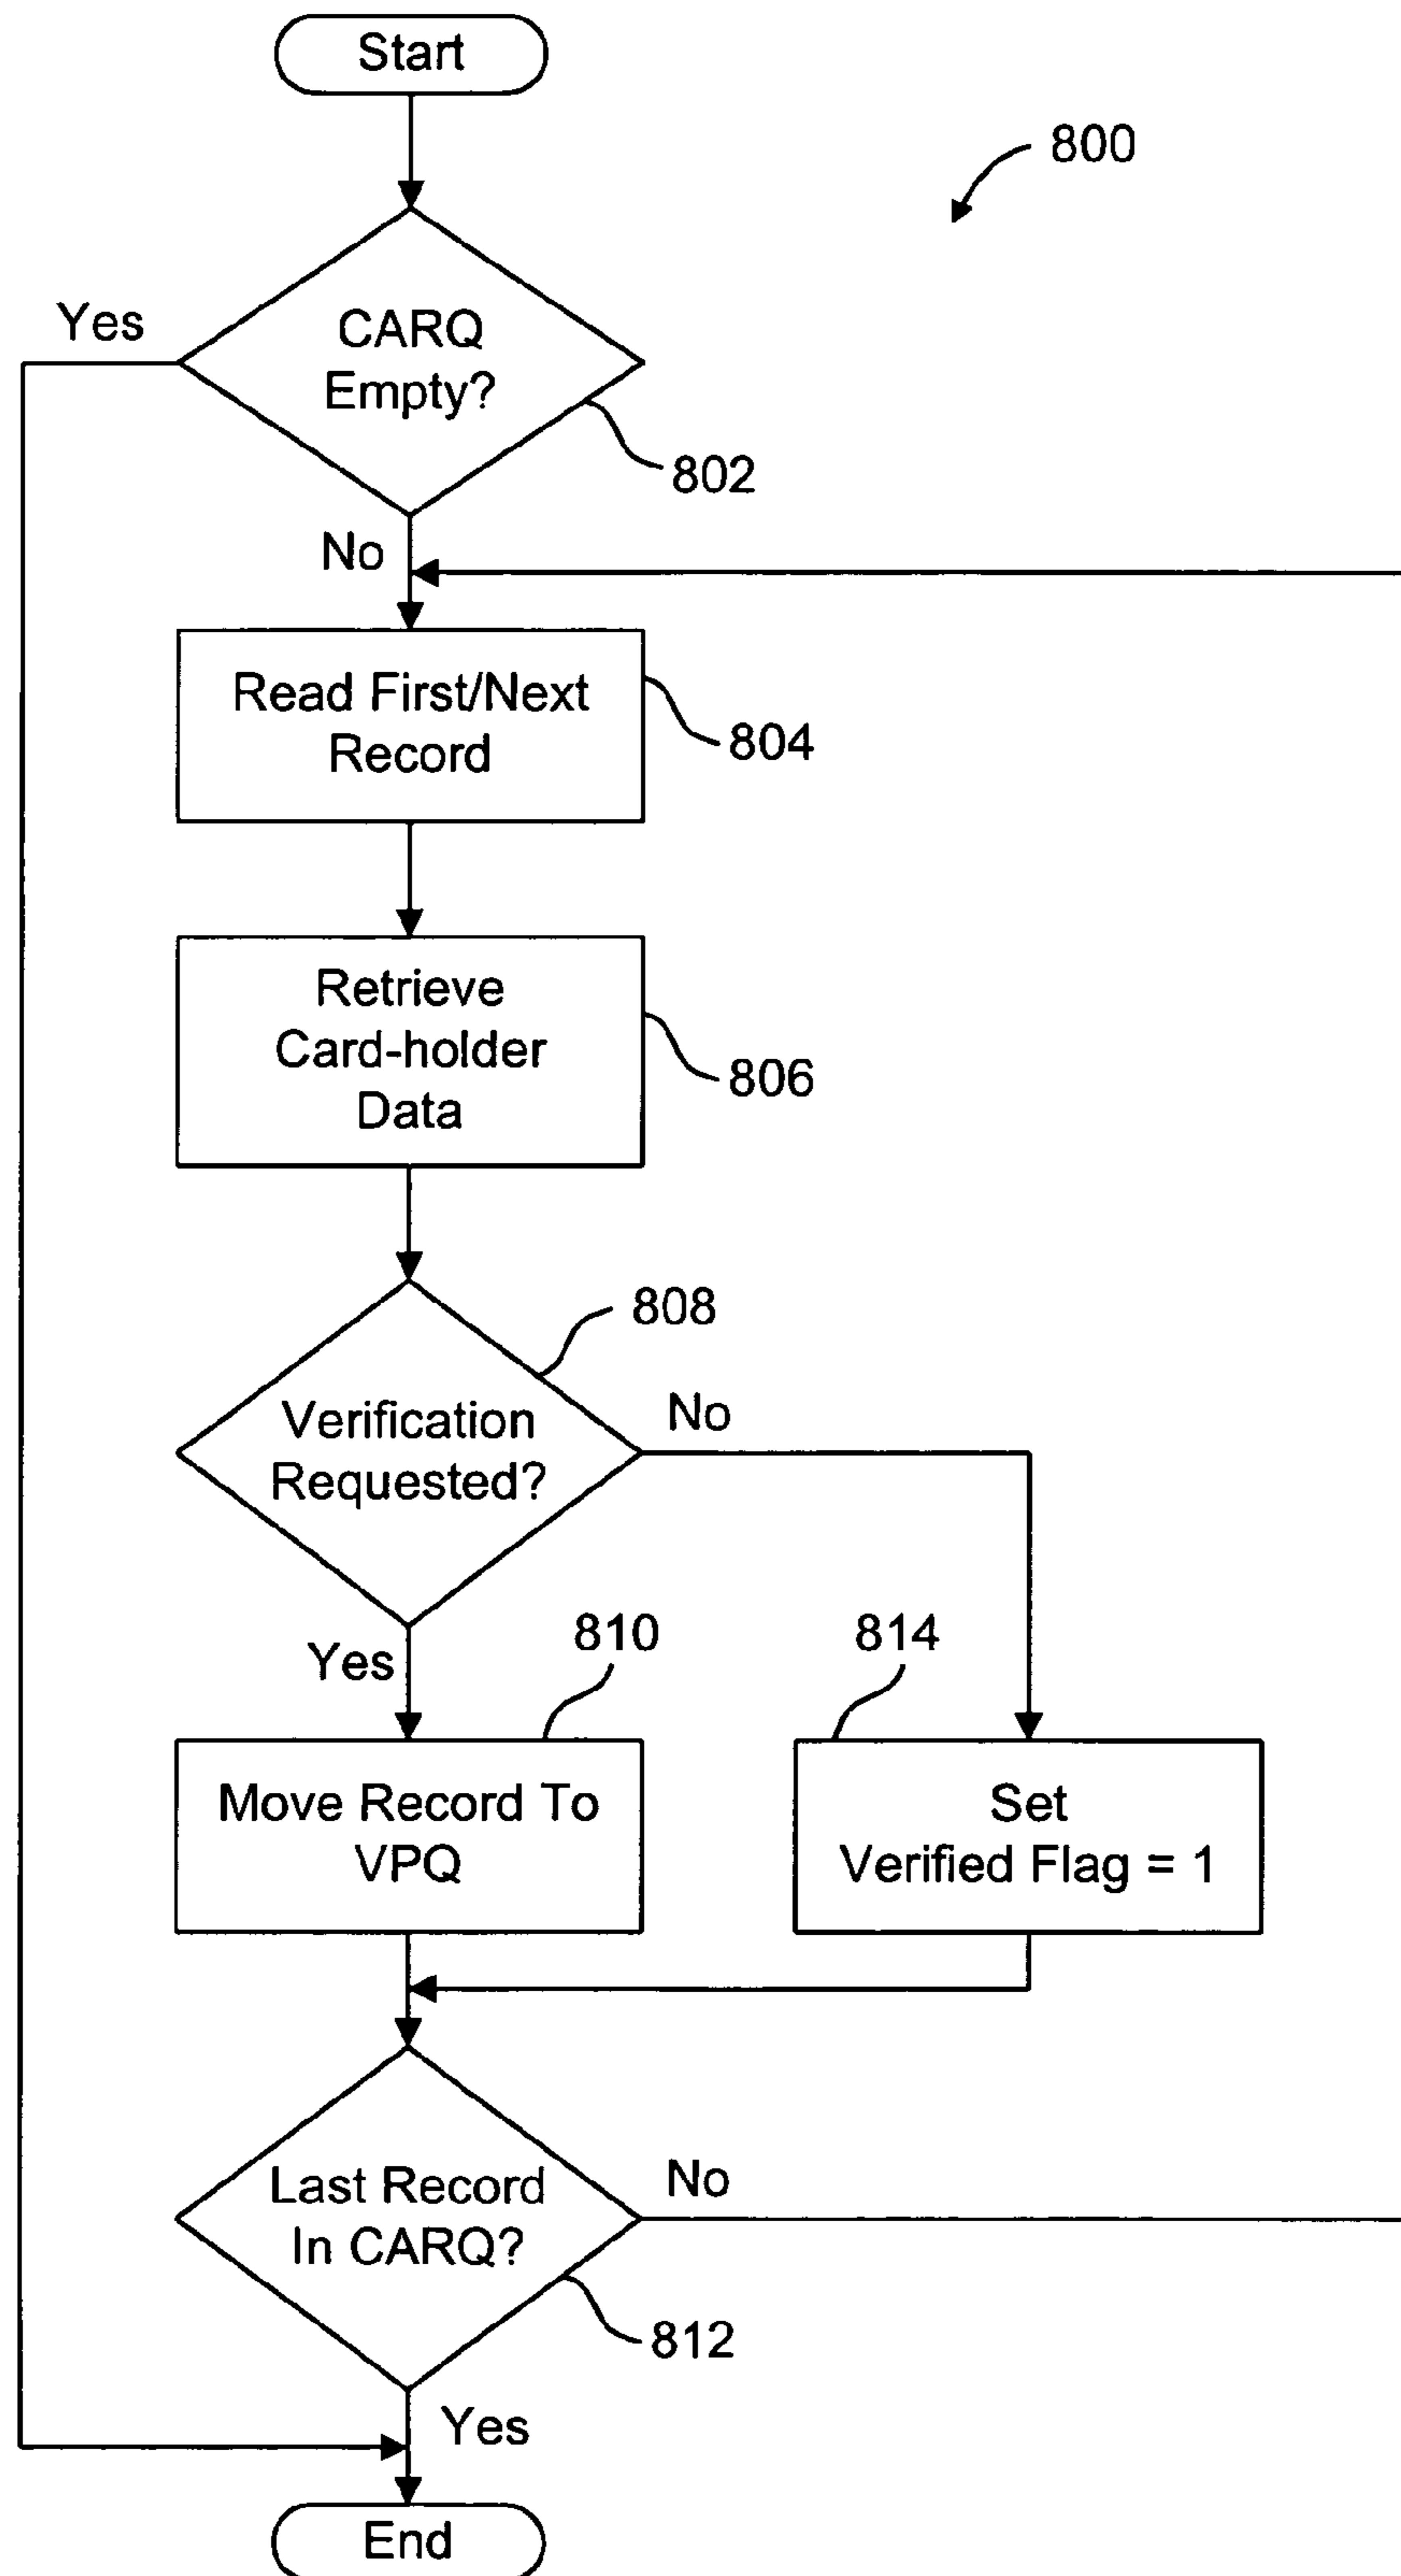 Start
800
Yes
CARQ
Empty?
802
No
Read First/Next
Record
804
Retrieve
Card-holder
Data
806
808
Verification
Requested?
No
Yes
810
814
Move Record To
VPQ
Set
Verified Flag = 1
Last Record
In CARQ?
No
812
Yes
End